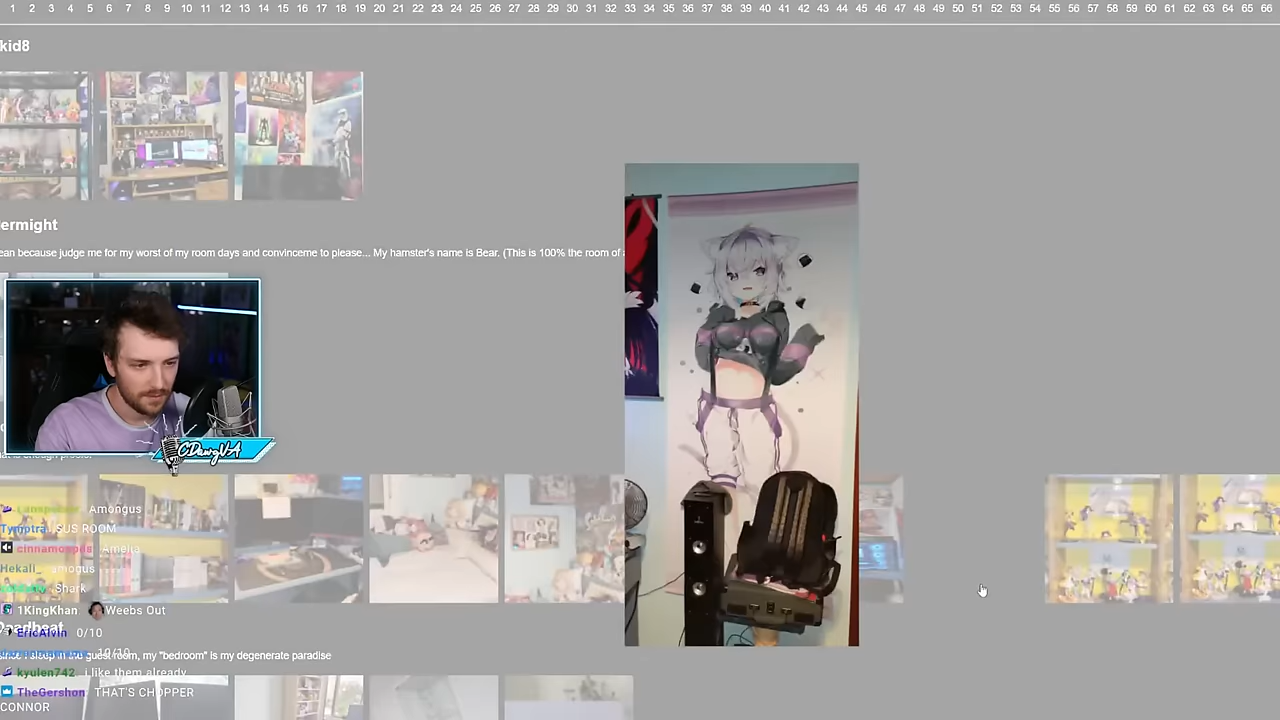 1 2 3 4 5 6 7 8 9 10 11 12 13 14 15 16 17 18 19 20 21 22 23 24 25 26 27 28 29 30 31 32 33 34 35 36 37 38 39 40 41 42 43 44 45 46 47 48 49 50 51 52 53 54 55 56 57 58 59 60 61 62 63 64 65 66
kid8
ermight
ean because judge me for my worst of my room days and convinceme to please... My hamster's name is Bear. (This is 100% the room of a
CDawgVA
Amongus
Tymptra SUS ROOM
Amelia
Hekali_ amogus
Shark
1KingKhan: Weebs Out
Deadbeat
EricAlvin: 0/10
10/10
guest room, my "bedroom" is my degenerate paradise
kyulen742: i like them already
TheGershon: THAT'S CHOPPER
CONNOR